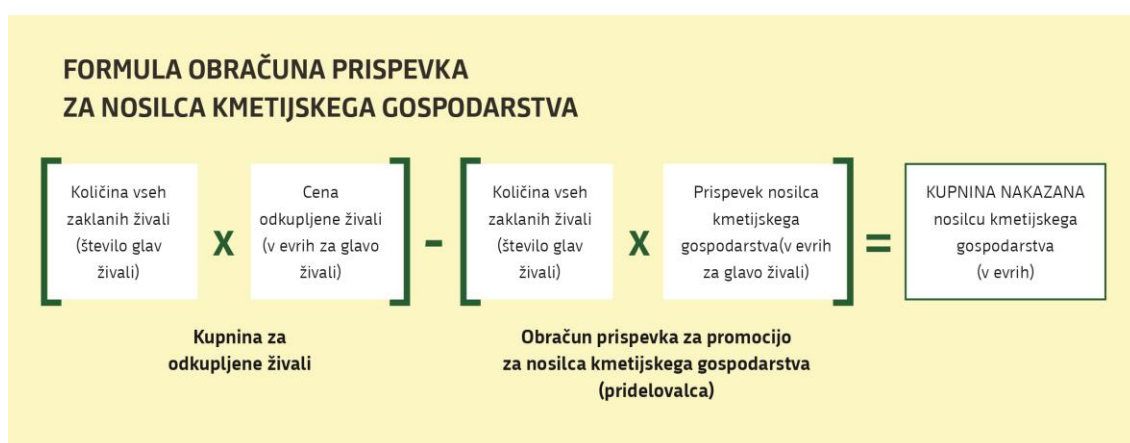 FORMULA OBRAČUNA PRISPEVKA
ZA NOSILCA KMETIJSKEGA GOSPODARSTVA
[
Količina vseh
zaklanih živali
(število glav
živali)
x
Cena
odkupljene živali
(v evrih za glavo
živali)
]
-
[
Količina vseh
zaklanih živali
(število glav
živali)
x
Prispevek nosilca
kmetijskega
gospodarstva(v evrih
za glavo živali)
]
=
KUPNINA NAKAZANA
nosilcu kmetijskega
gospodarstva
(v evrih)
Kupnina za
odkupljene živali
Obračun prispevka za promocijo
za nosilca kmetijskega gospodarstva
(pridelovalca)